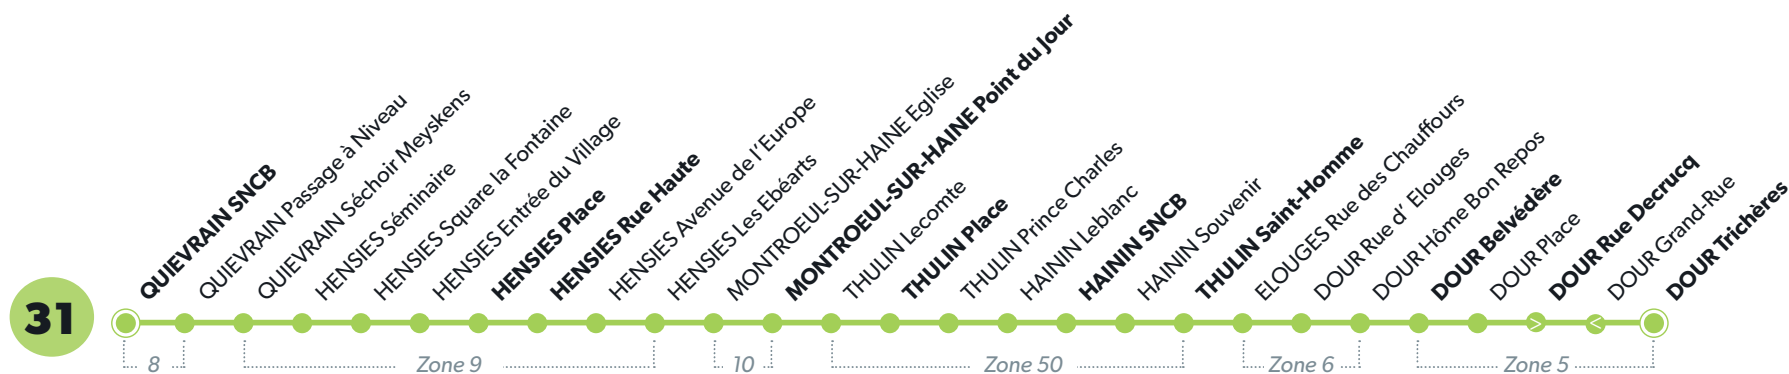 31
QUIEVRAIN SNCB
QUIEVRAIN Passage à Niveau
QUIEVRAIN Séchoir Meyskens
HENSIES Séminaire
HENSIES Square la Fontaine
HENSIES Entrée du Village
HENSIES Place
HENSIES Rue Haute
HENSIES Avenue de l'Europe
HENSIES Les Ebéarts
MONTROEUL-SUR-HAINE Eglise
MONTROEUL-SUR-HAINE Point du Jour
THULIN Lecomte
THULIN Place
THULIN Prince Charles
HAININ Leblanc
HAININ SNCB
HAININ Souvenir
THULIN Saint-Homme
ELOUGES Rue des Chauffours
DOUR Rue d' Elouges
DOUR Hôme Bon Repos
DOUR Belvédère
DOUR Place
DOUR Rue Decrucq
DOUR Grand-Rue
DOUR Trichères
> <
8 Zone 9 10 Zone 50 Zone 6 Zone 5